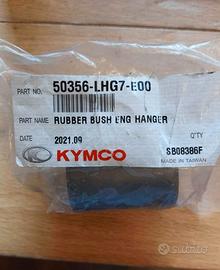 PART NO. 50356-LHG7-E00
PART NAME RUBBER BUSH ENG HANGER
DATE 2021.09 Q'TY
KYMCO SB08386F
MADE IN TAIWAN
subito